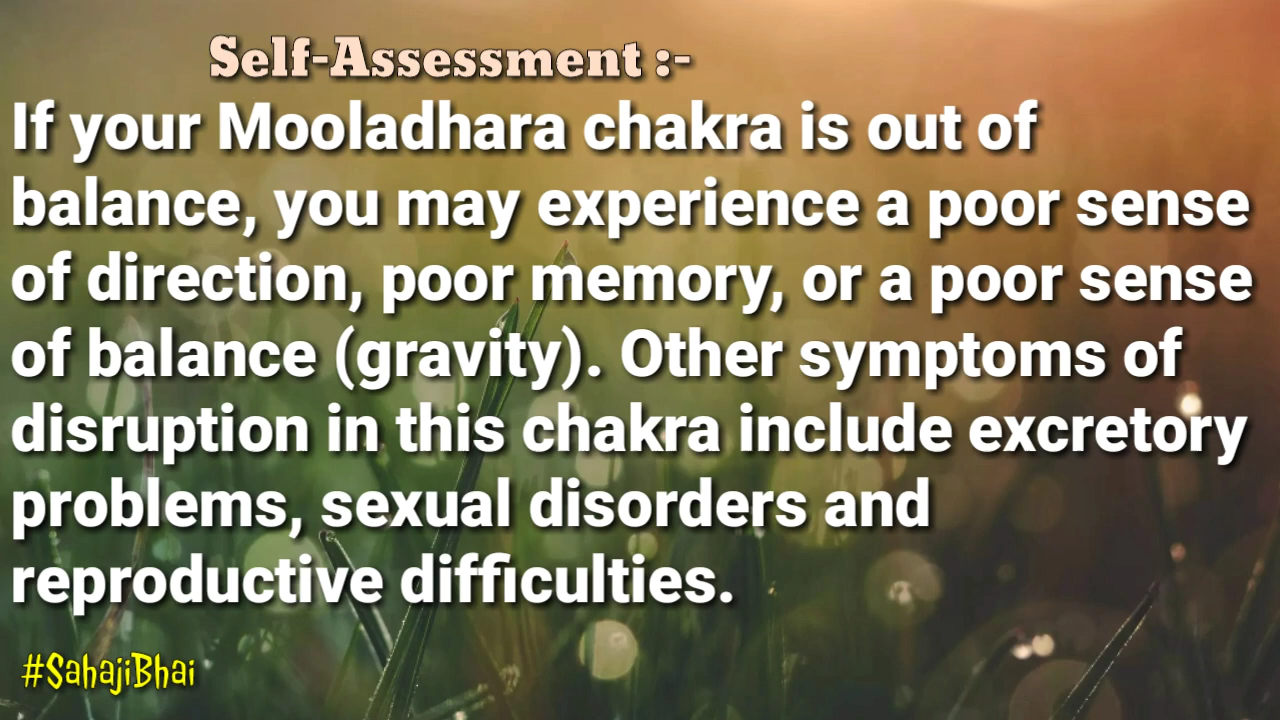 Self-Assessment :-
If your Mooladhara chakra is out of
balance, you may experience a poor sense
of direction, poor memory, or a poor sense
of balance (gravity). Other symptoms of
disruption in this chakra include excretory
problems, sexual disorders and
reproductive difficulties.
#SahajiBhai